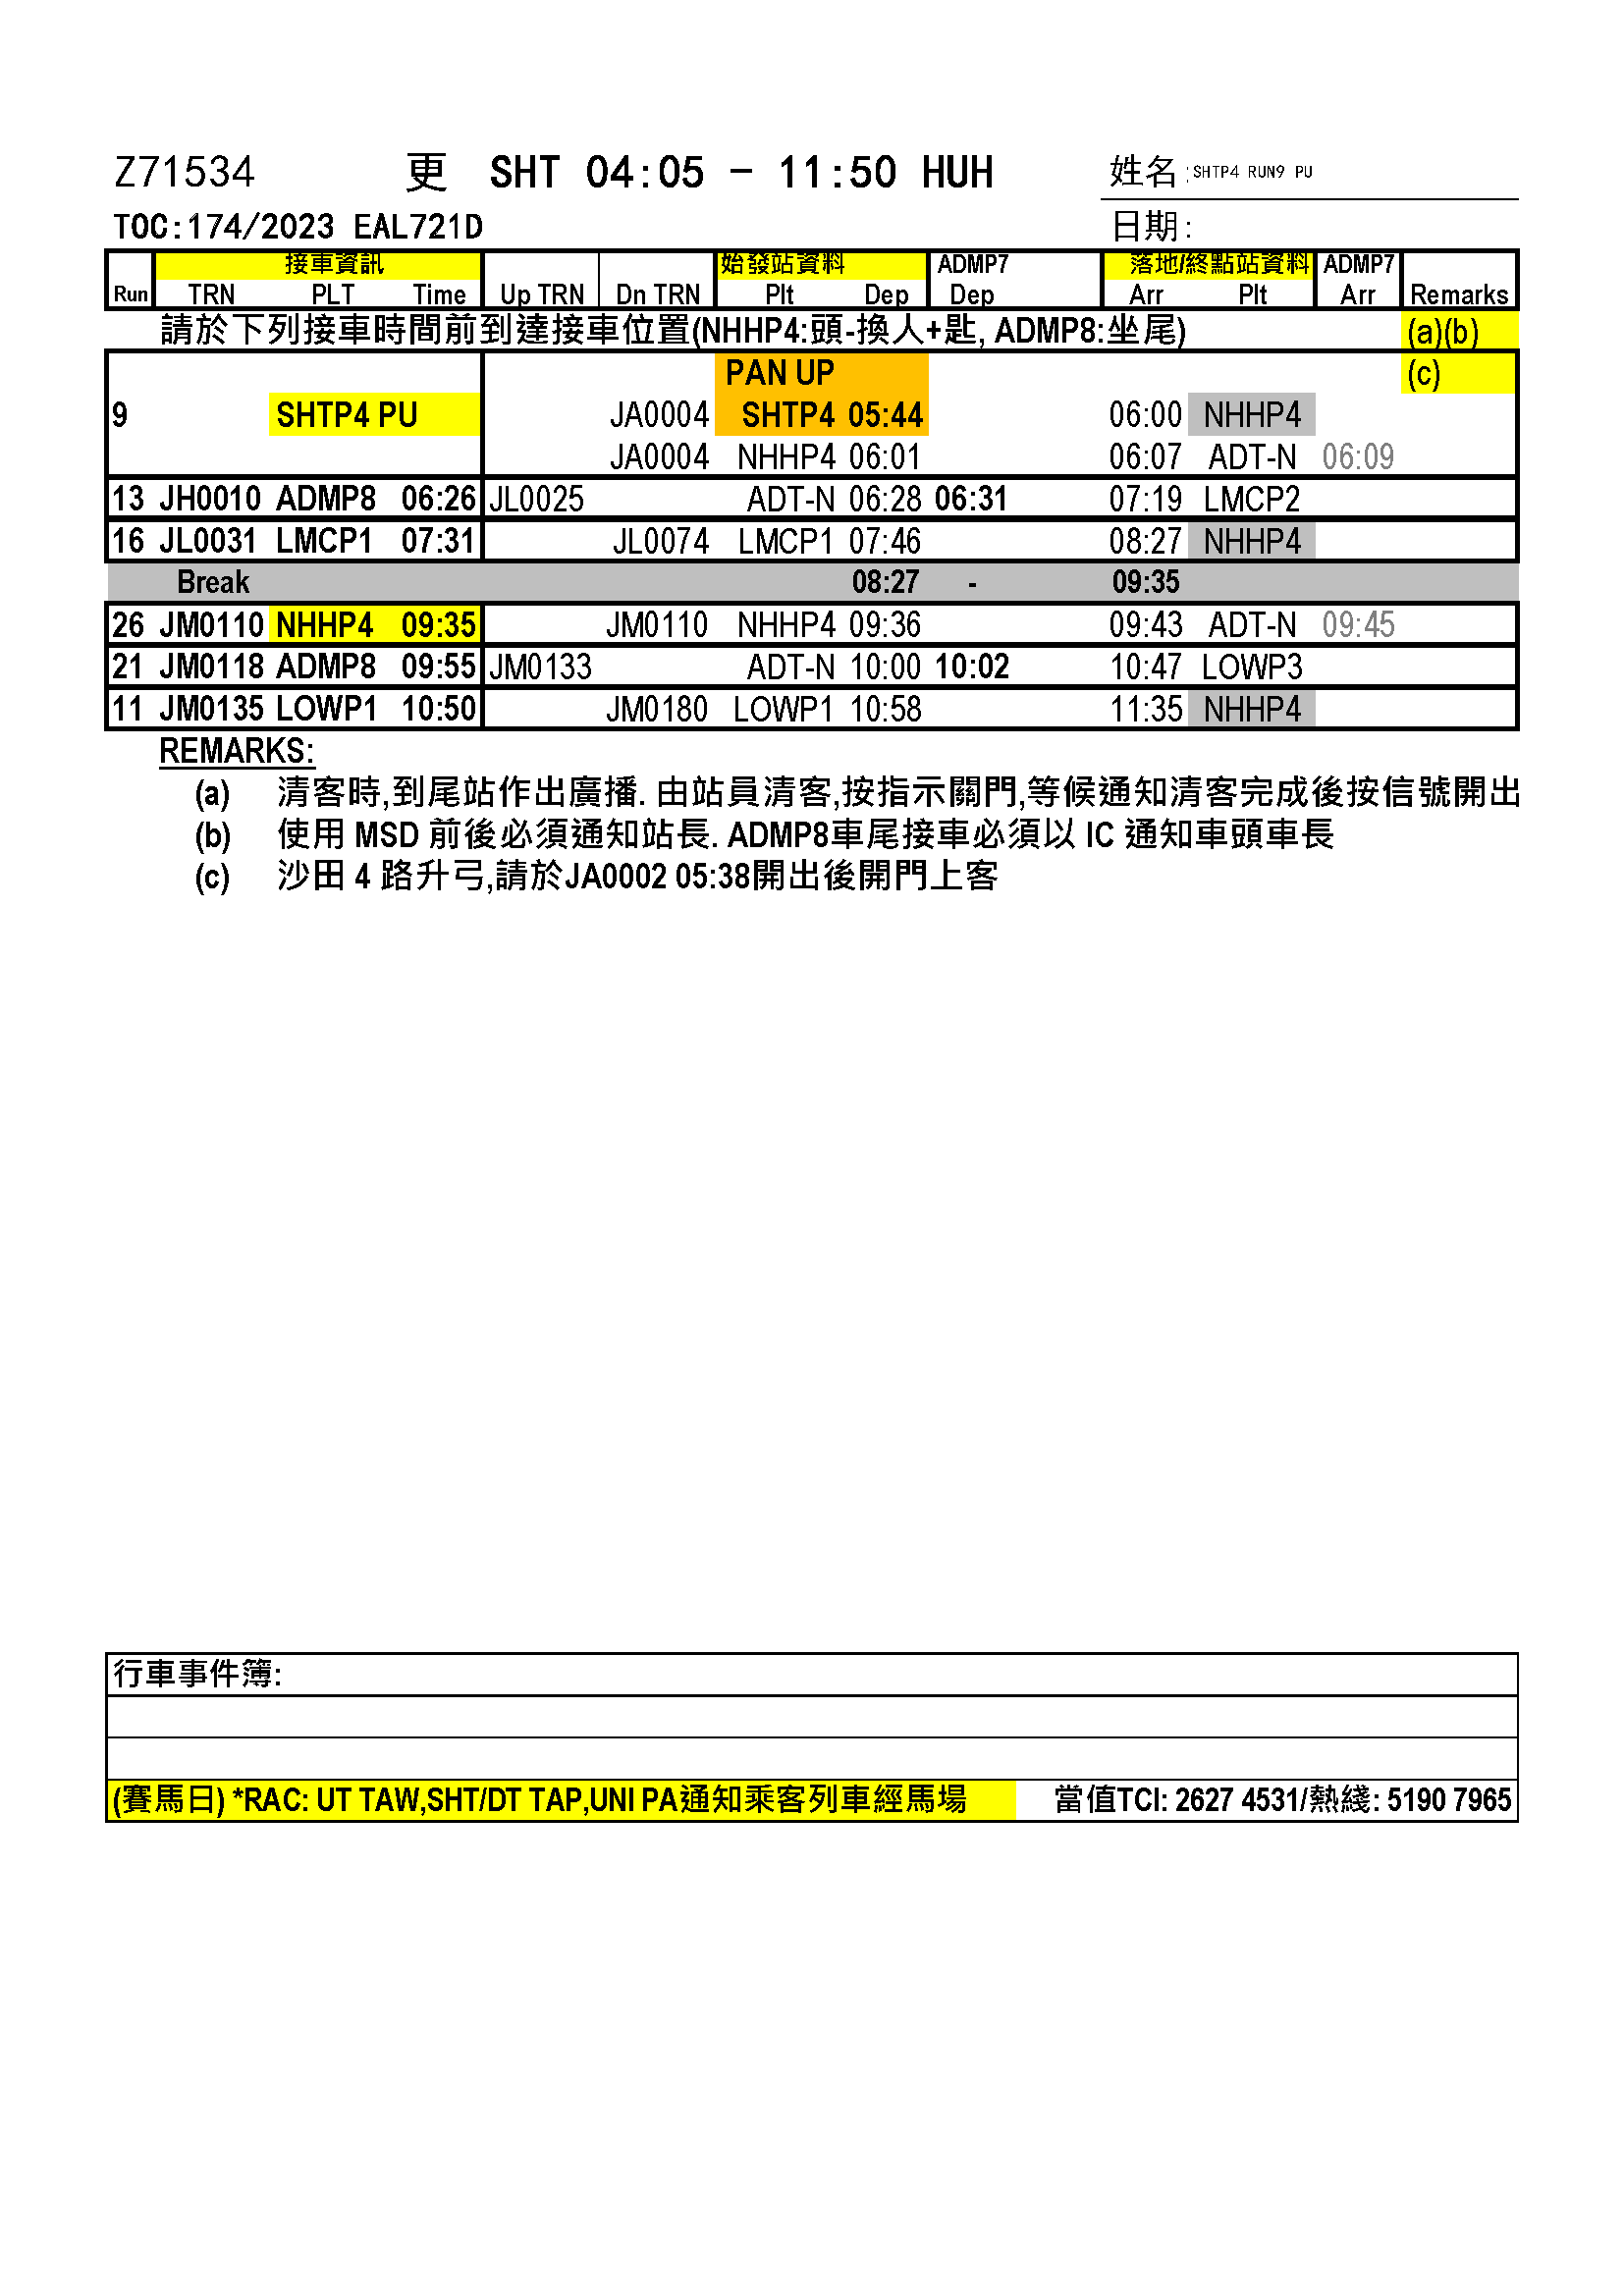 Z71534 更 SHT 04:05 - 11:50 HUH 姓名:SHTP4 RUN9 PU
TOC:174/2023 EAL721D 日期:
接車資訊 始發站資料 ADMP7 落地/終點站資料 ADMP7
Run TRN PLT Time Up TRN Dn TRN Plt Dep Dep Arr Plt Arr Remarks
請於下列接車時間前到達接車位置(NHHP4:頭-換人+匙, ADMP8:坐尾) (a)(b)
PAN UP (c)
9 SHTP4 PU JA0004 SHTP4 05:44 06:00 NHHP4
JA0004 NHHP4 06:01 06:07 ADT-N 06:09
13 JH0010 ADMP8 06:26 JL0025 ADT-N 06:28 06:31 07:19 LMCP2
16 JL0031 LMCP1 07:31 JL0074 LMCP1 07:46 08:27 NHHP4
Break 08:27 - 09:35
26 JM0110 NHHP4 09:35 JM0110 NHHP4 09:36 09:43 ADT-N 09:45
21 JM0118 ADMP8 09:55 JM0133 ADT-N 10:00 10:02 10:47 LOWP3
11 JM0135 LOWP1 10:50 JM0180 LOWP1 10:58 11:35 NHHP4
REMARKS:
(a) 清客時,到尾站作出廣播. 由站員清客,按指示關門,等候通知清客完成後按信號開出
(b) 使用 MSD 前後必須通知站長. ADMP8車尾接車必須以 IC 通知車頭車長
(c) 沙田 4 路升弓,請於JA0002 05:38開出後開門上客
行車事件簿:
(賽馬日) *RAC: UT TAW,SHT/DT TAP,UNI PA通知乘客列車經馬場 當值TCI: 2627 4531/熱綫: 5190 7965